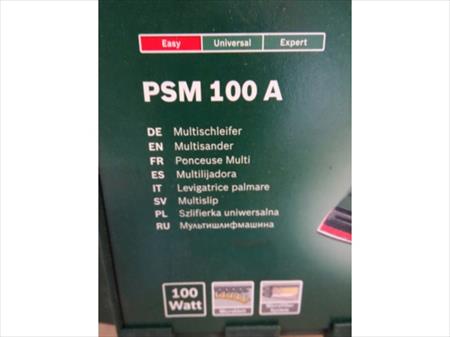 Easy Universal Expert
PSM 100 A
DE Multischleifer
EN Multisander
FR Ponceuse Multi
ES Multilijadora
IT Levigatrice palmare
SV Multislip
PL Szlifierka uniwersalna
RU Мультишлифмашина
100
Watt
System